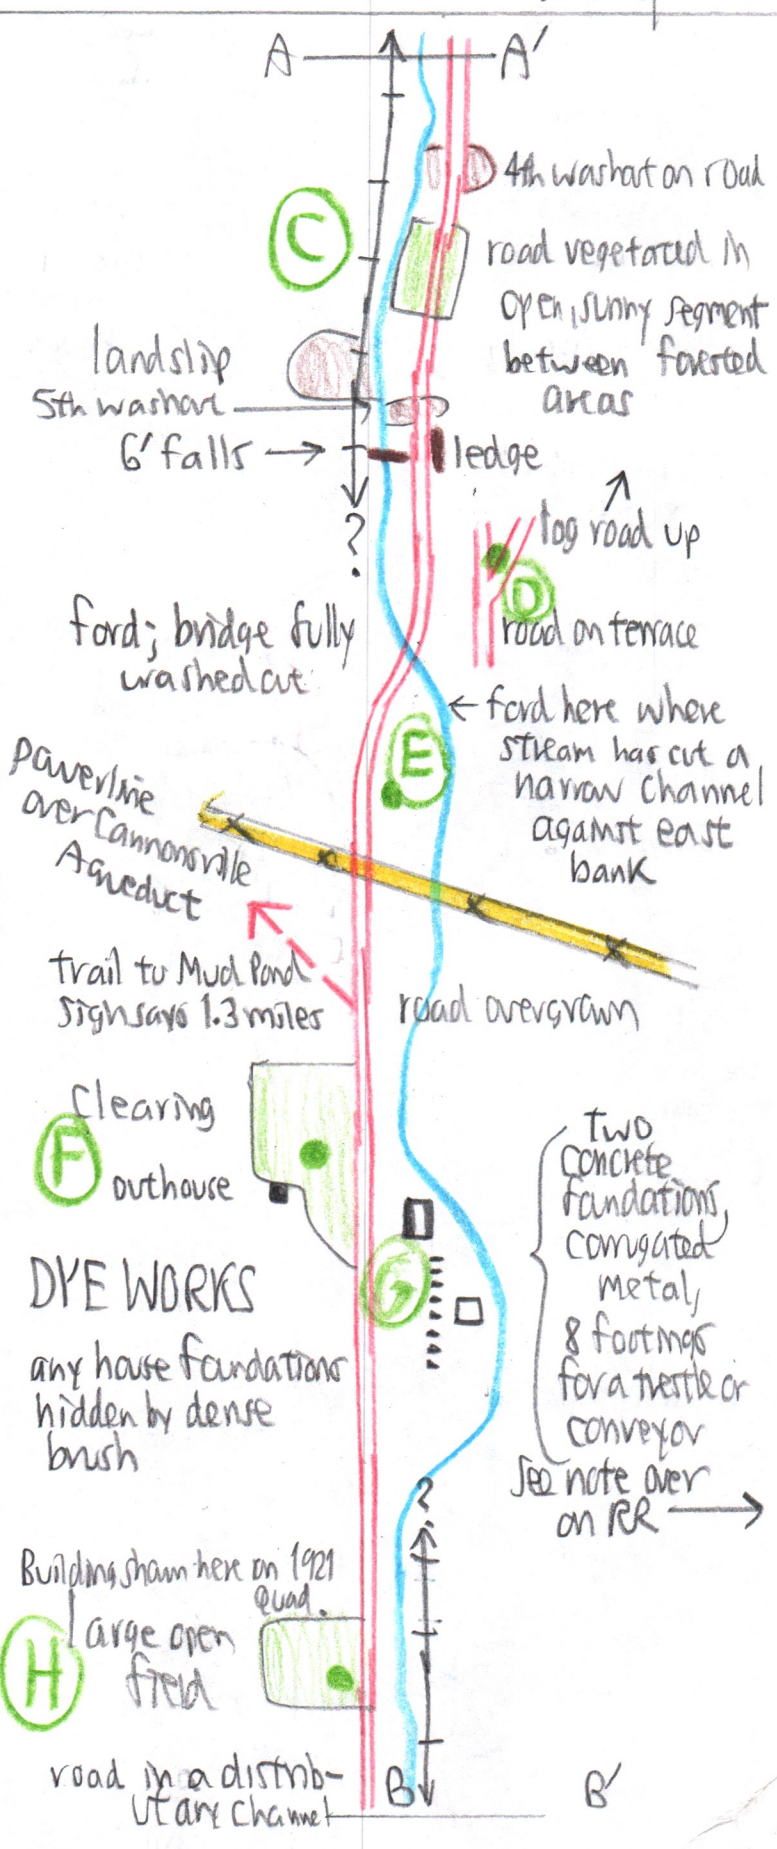 A A'
4th washout on road
C
road vegetated in
open, sunny segment
between forested
areas
landslip
5th washout
6' falls → ledge
?
log road up
D
road on terrace
ford; bridge fully
washed out
← ford here where
stream has cut a
narrow channel
against east
bank
E
powerline
over Cannonsville
Aqueduct
trail to Mud Pond
sign says 1.3 miles
road overgrown
clearing
F
outhouse
two
concrete
foundations,
corrugated
metal,
8 footings
for a trestle or
conveyor
see note over
on RR →
G
DYE WORKS
any house foundations
hidden by dense
brush
?
Building shown here on 1921
Quad.
large open
field
H
road in a distrib-
utary channel
B B'